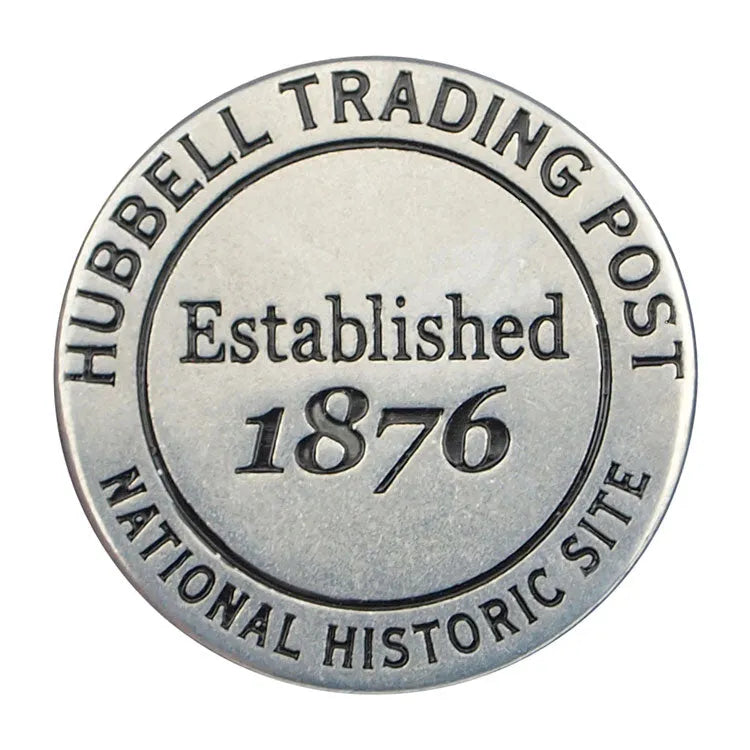 HUBBELL TRADING POST
Established
1876
NATIONAL HISTORIC SITE